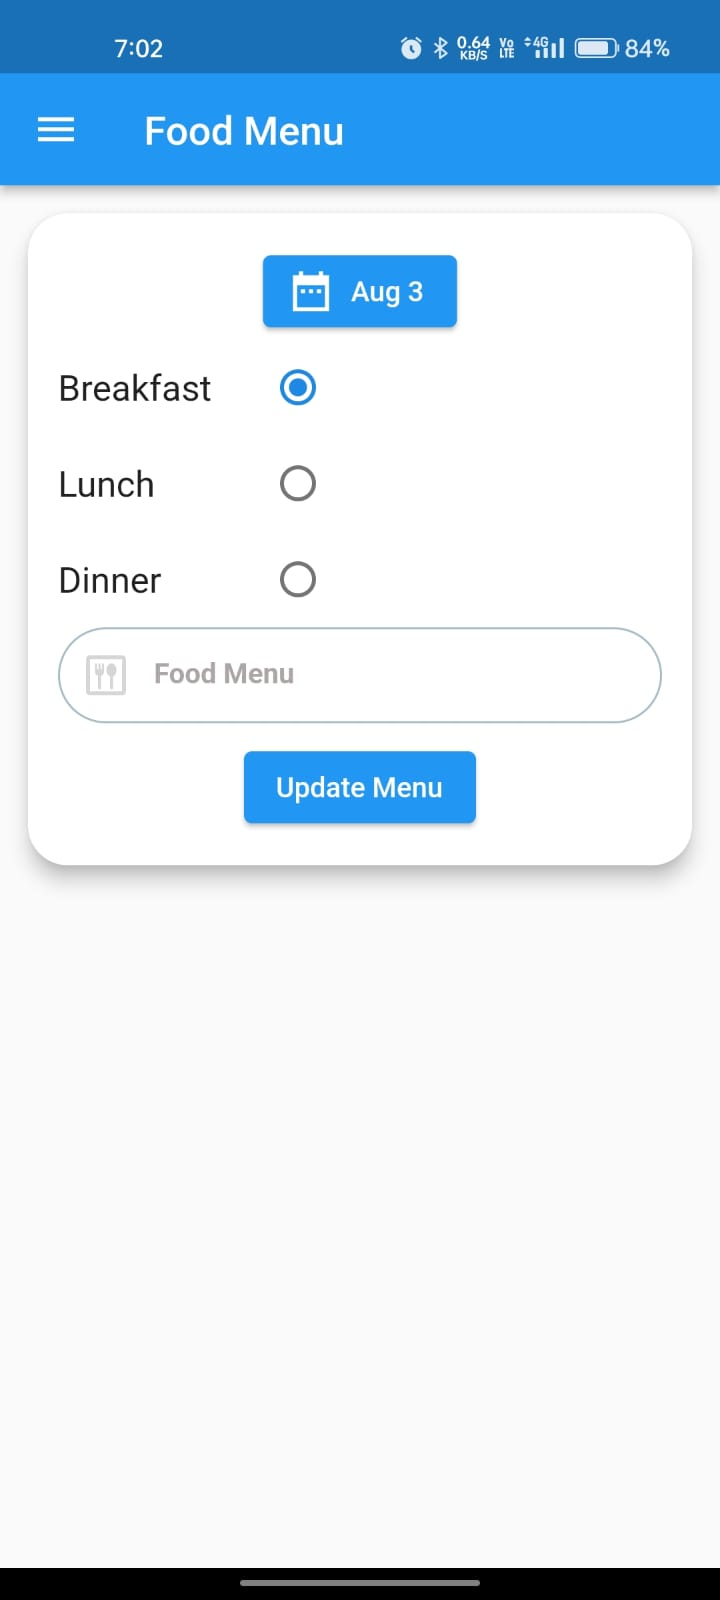 7:02
0.64 KB/S Vo LTE 4G 84%
Food Menu
Aug 3
Breakfast
Lunch
Dinner
Food Menu
Update Menu